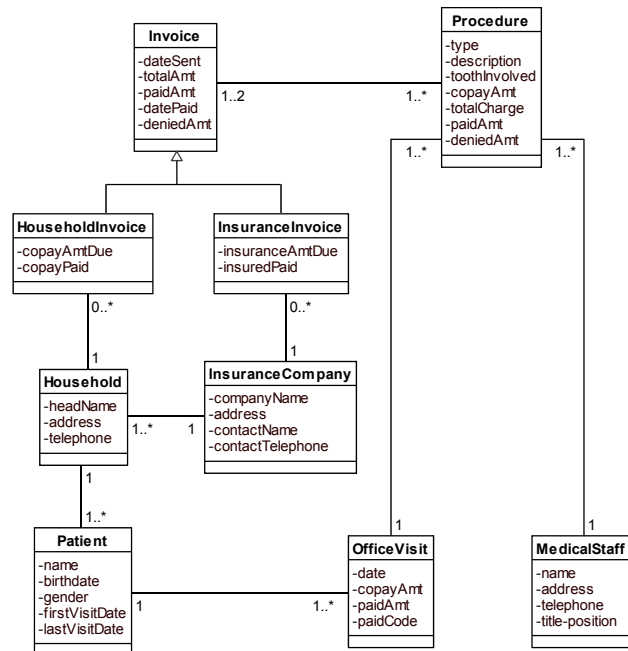 Invoice
-dateSent
-totalAmt
-paidAmt
-datePaid
-deniedAmt
1..2
1..*
Procedure
-type
-description
-toothInvolved
-copayAmt
-totalCharge
-paidAmt
-deniedAmt
1..*
1..*
HouseholdInvoice
-copayAmtDue
-copayPaid
0..*
InsuranceInvoice
-insuranceAmtDue
-insuredPaid
0..*
1
1
Household
-headName
-address
-telephone
1..*
1
InsuranceCompany
-companyName
-address
-contactName
-contactTelephone
1
1..*
Patient
-name
-birthdate
-gender
-firstVisitDate
-lastVisitDate
1
1..*
1
OfficeVisit
-date
-copayAmt
-paidAmt
-paidCode
1
MedicalStaff
-name
-address
-telephone
-title-position